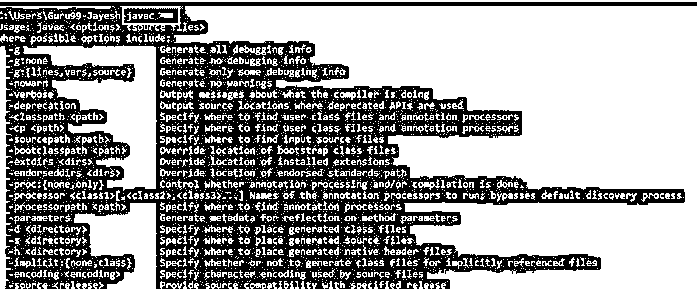 C:\Users\Guru99-Jayesh>javac
Usage: javac <options> <source files>
where possible options include:
-g Generate all debugging info
-g:none Generate no debugging info
-g:{lines,vars,source} Generate only some debugging info
-nowarn Generate no warnings
-verbose Output messages about what the compiler is doing
-deprecation Output source locations where deprecated APIs are used
-classpath <path> Specify where to find user class files and annotation processors
-cp <path> Specify where to find user class files and annotation processors
-sourcepath <path> Specify where to find input source files
-bootclasspath <path> Override location of bootstrap class files
-extdirs <dirs> Override location of installed extensions
-endorseddirs <dirs> Override location of endorsed standards path
-proc:{none,only} Control whether annotation processing and/or compilation is done.
-processor <class1>[,<class2>,<class3>...] Names of the annotation processors to run; bypasses default discovery process
-processorpath <path> Specify where to find annotation processors
-parameters Generate metadata for reflection on method parameters
-d <directory> Specify where to place generated class files
-s <directory> Specify where to place generated source files
-h <directory> Specify where to place generated native header files
-implicit:{none,class} Specify whether or not to generate class files for implicitly referenced files
-encoding <encoding> Specify character encoding used by source files
-source <release> Provide source compatibility with specified release